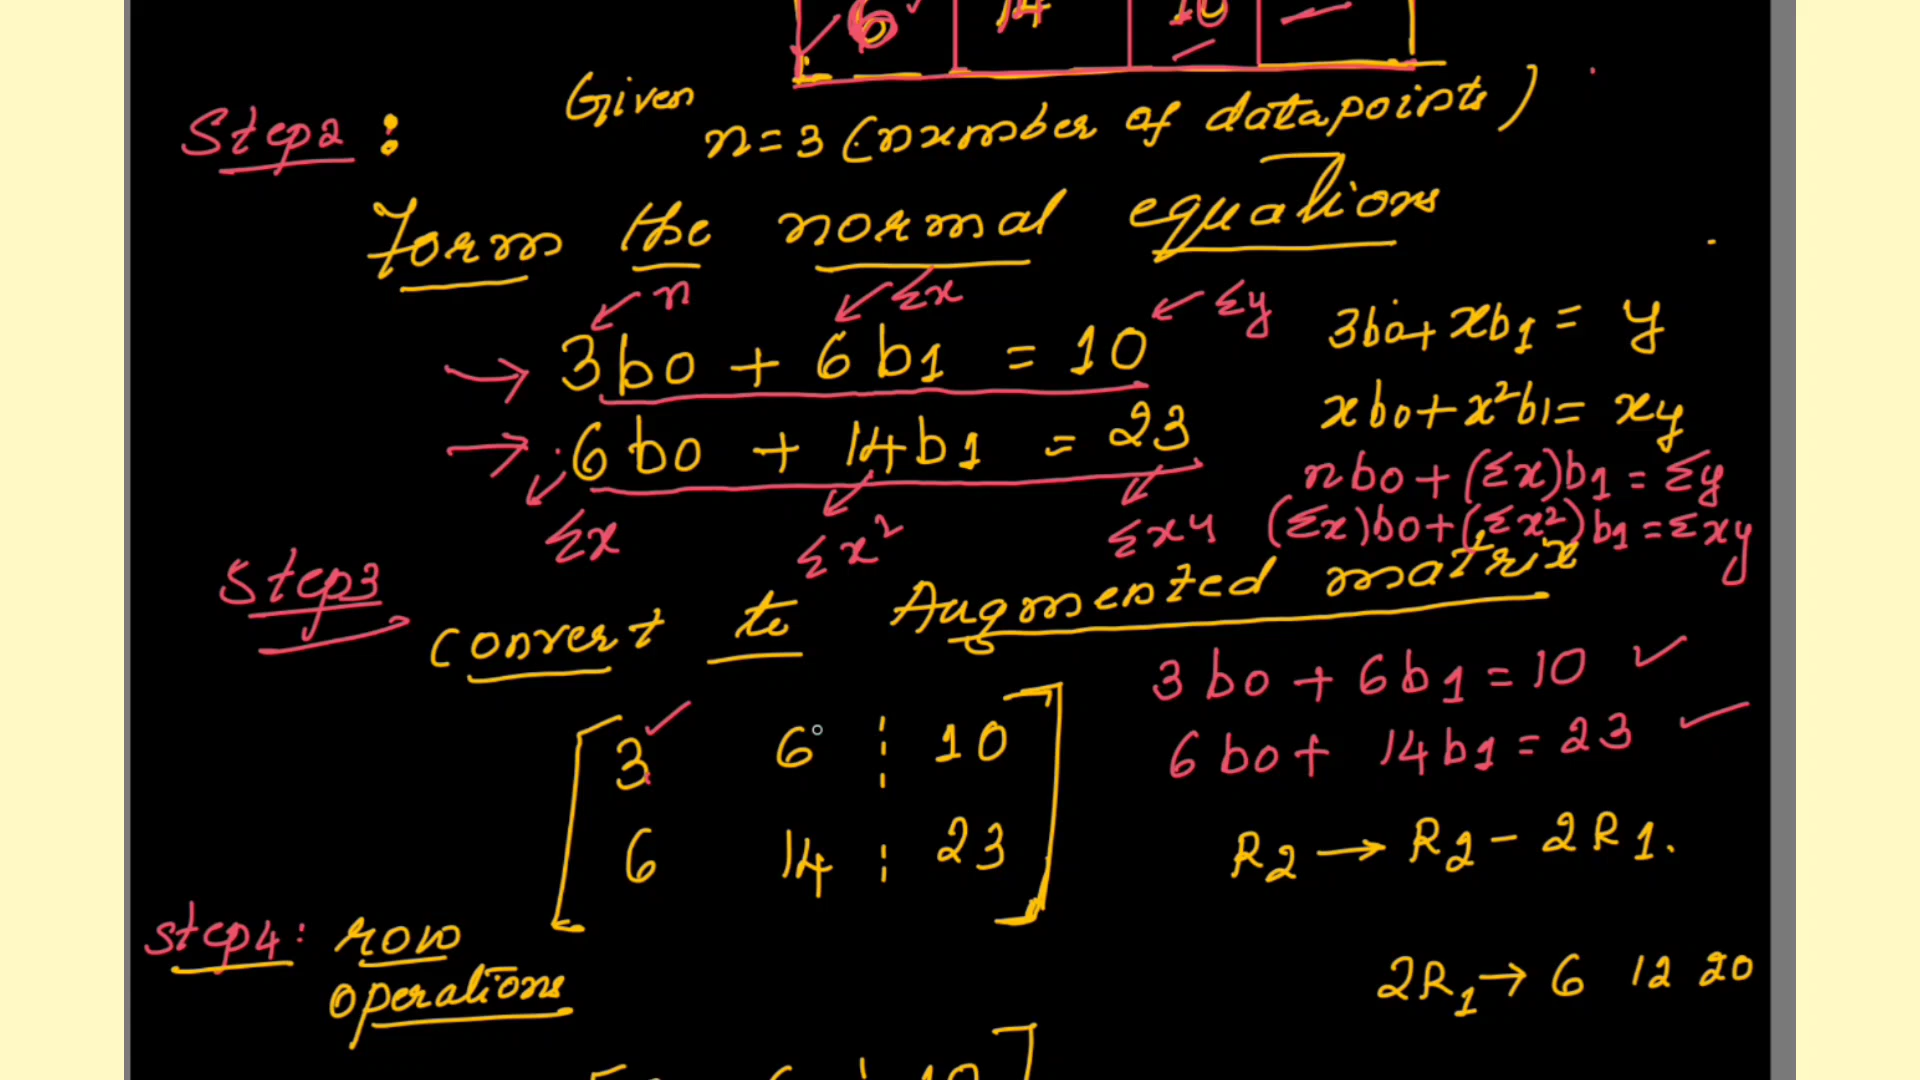 6 14 10
Step2 : Given
n=3 (number of datapoints)
Form the normal equations
n Σx Σy
3b0 + 6b1 = 10
3b0+xb1 = y
6b0 + 14b1 = 23
xb0+x²b1= xy
Σx Σx² Σxy
nb0+(Σx)b1=Σy
(Σx)b0+(Σx²)b1=Σxy
Step3
Convert to Augmented matrix
3 6 10
6 14 23
3b0+6b1=10
6b0+ 14b1=23
R2 → R2 - 2R1.
step4: row
operations
2R1→ 6 12 20